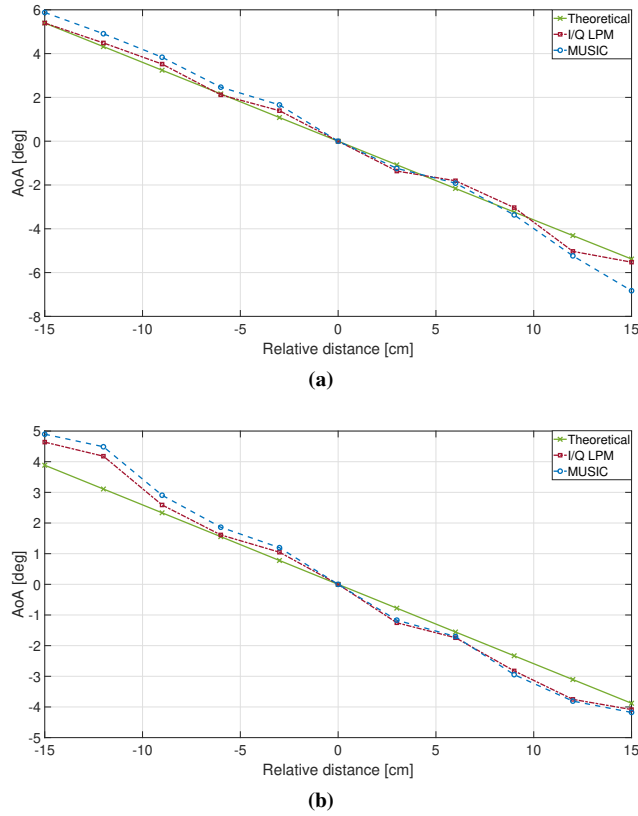 6
4
2
0
-2
-4
-6
-8
AoA [deg]
Theoretical
I/Q LPM
MUSIC
-15 -10 -5 0 5 10 15
Relative distance [cm]
(a)
5
4
3
2
1
0
-1
-2
-3
-4
-5
AoA [deg]
Theoretical
I/Q LPM
MUSIC
-15 -10 -5 0 5 10 15
Relative distance [cm]
(b)